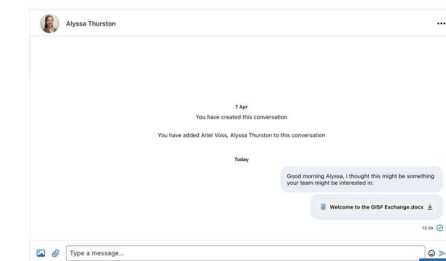 Alyssa Thurston
7 Apr
You have created this conversation
You have added Ariel Voss, Alyssa Thurston to this conversation
Today
Good morning Alyssa, I thought this might be something
your team might be interested in:
Welcome to the GISF Exchange.docx
13:38
Type a message...